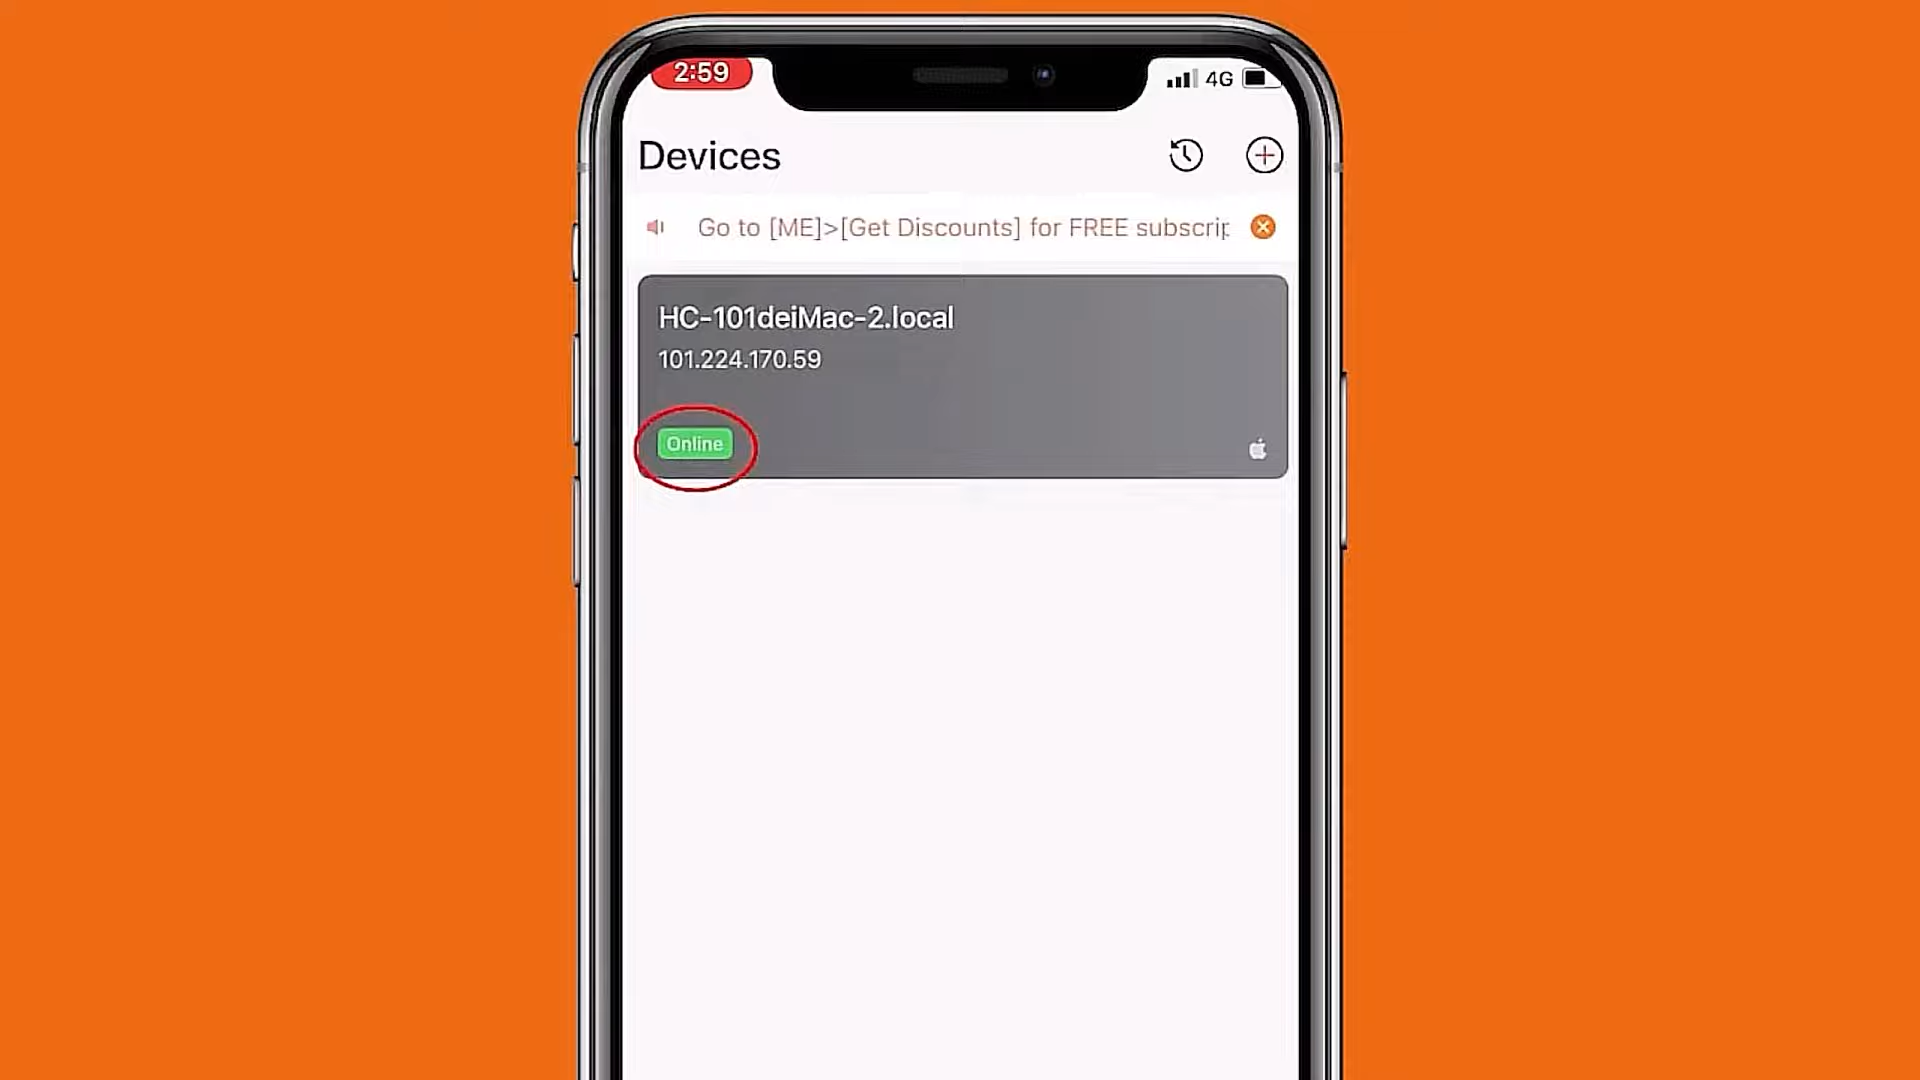 2:59
4G
Devices
Go to [ME]>[Get Discounts] for FREE
HC-101deiMac-2.local
101.224.170.59
Online